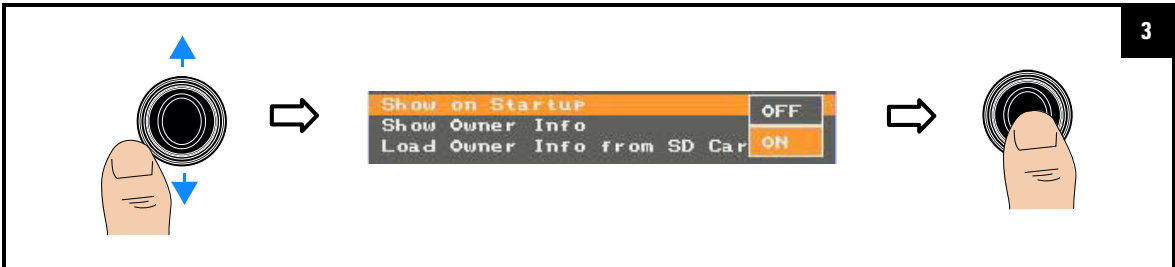 3
Show on Startup OFF
Show Owner Info
Load Owner Info from SD Car ON